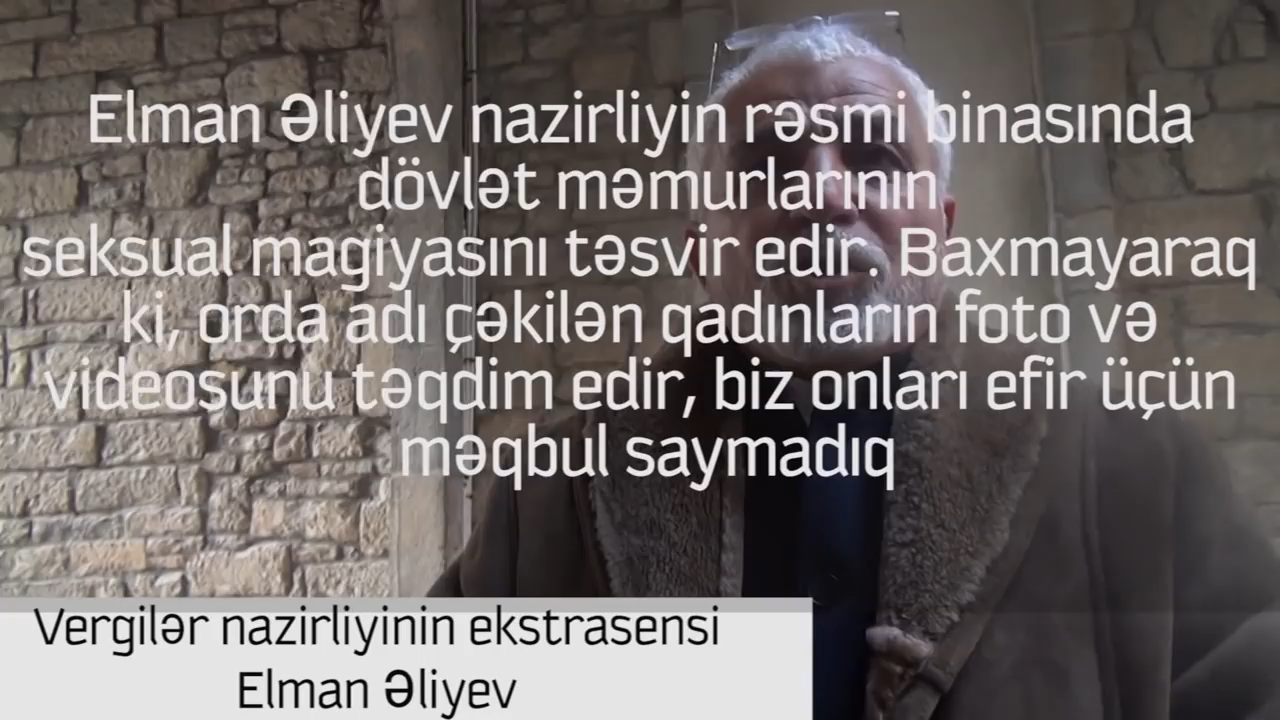 Elman Əliyev nazirliyin rəsmi binasında
dövlət məmurlarının
seksual magiyasını təsvir edir. Baxmayaraq
ki, orda adı çəkilən qadınların foto və
videosunu təqdim edir, biz onları efir üçün
məqbul saymadıq
Vergilər nazirliyinin ekstrasensi
Elman Əliyev